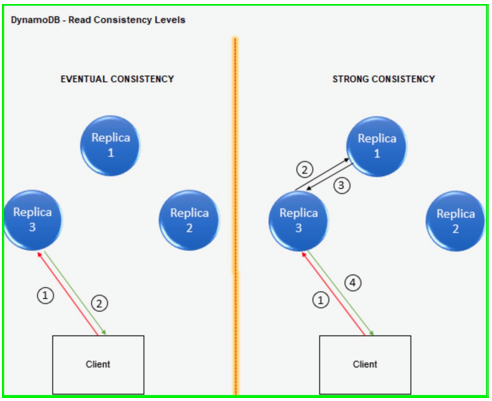 DynamoDB - Read Consistency Levels
EVENTUAL CONSISTENCY
Replica
1
Replica
3
Replica
2
1
2
Client
STRONG CONSISTENCY
Replica
1
2
3
Replica
3
Replica
2
4
1
Client